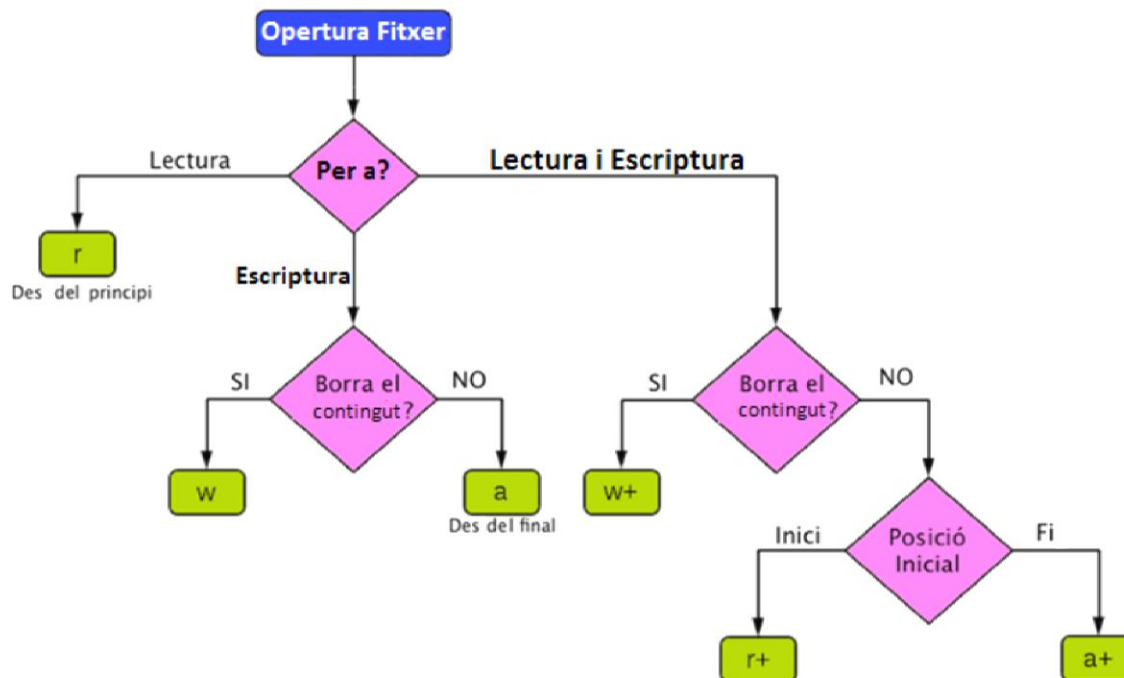 Opertura Fitxer
Lectura
Per a?
Lectura i Escriptura
r
Des del principi
Escriptura
SI
Borra el
contingut?
NO
SI
Borra el
contingut?
NO
w
a
Des del final
w+
Inici
Posició
Inicial
Fi
r+
a+